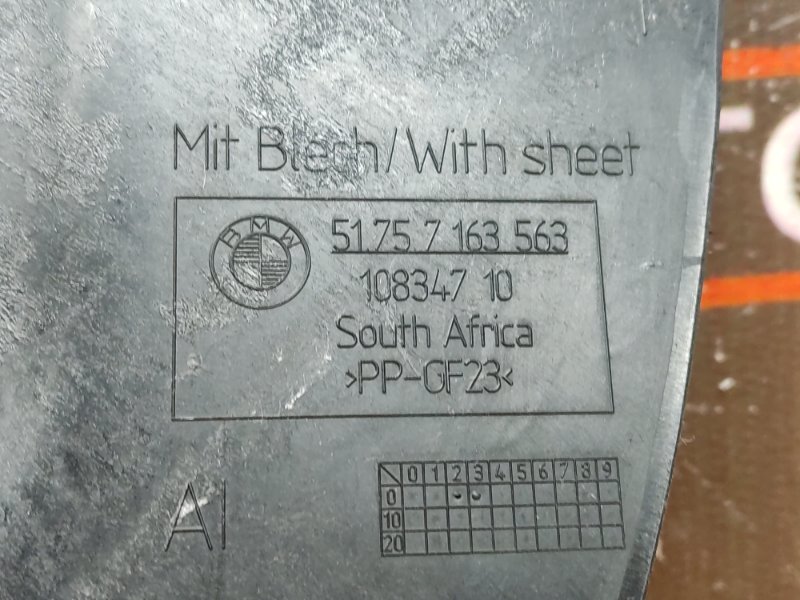 Mit Blech/With sheet
BMW
51.75 7 163 563
108347 10
South Africa
>PP-GF23<
AI
0 1 2 3 4 5 6 7 8 9
0
10
20